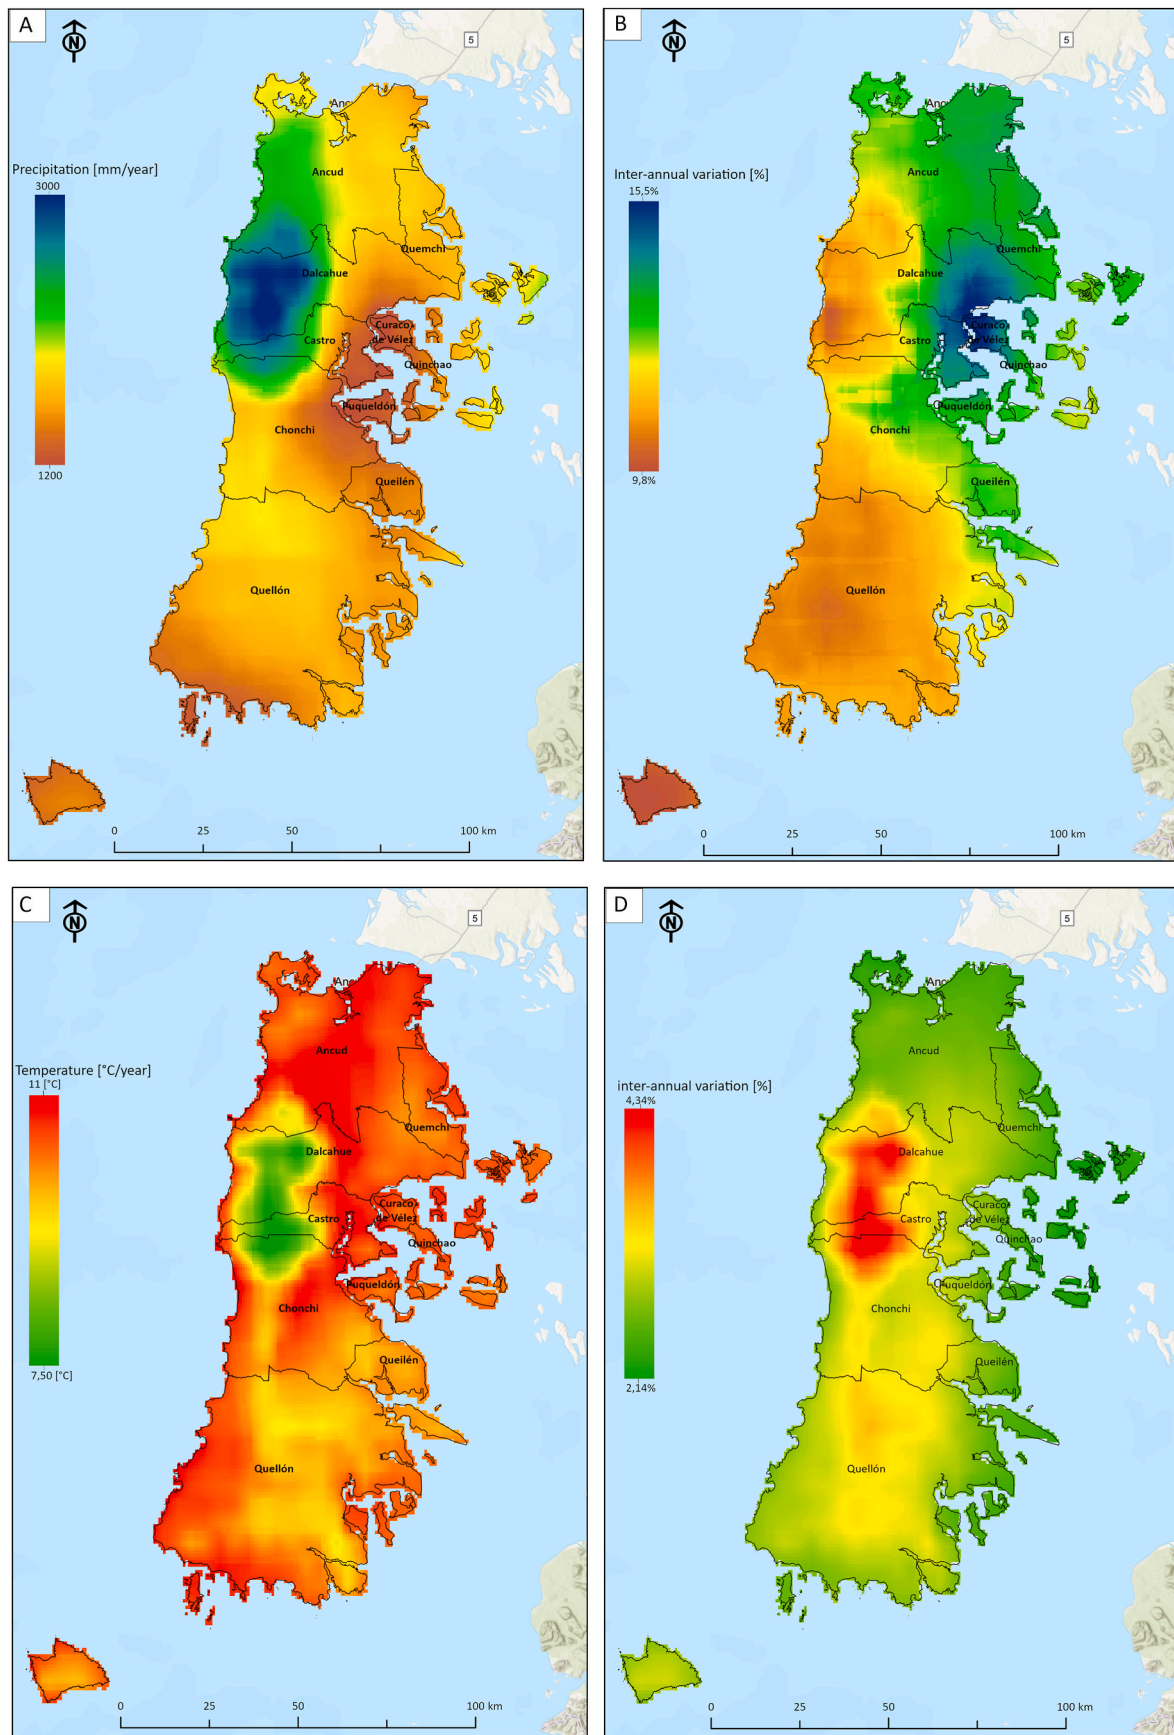 A
N
5
Anc
Precipitation [mm/year]
3000
1200
Ancud
Quemchi
Dalcahue
Castro
Curaco
de Vélez
Quinchao
Puqueldón
Chonchi
Queilén
Quellón
0 25 50 100 km
B
N
5
Anc
Inter-annual variation [%]
15,5%
9,8%
Ancud
Quemchi
Dalcahue
Castro
Curaco
de Vélez
Quinchao
Puqueldón
Chonchi
Queilén
Quellón
0 25 50 100 km
C
N
5
Anc
Temperature [°C/year]
11 [°C]
7,50 [°C]
Ancud
Quemchi
Dalcahue
Castro
Curaco
de Vélez
Quinchao
Puqueldón
Chonchi
Queilén
Quellón
0 25 50 100 km
D
N
5
Anc
inter-annual variation [%]
4,34%
2,14%
Ancud
Quemchi
Dalcahue
Castro
Curaco
de Vélez
Quinchao
Puqueldón
Chonchi
Queilén
Quellón
0 25 50 100 km